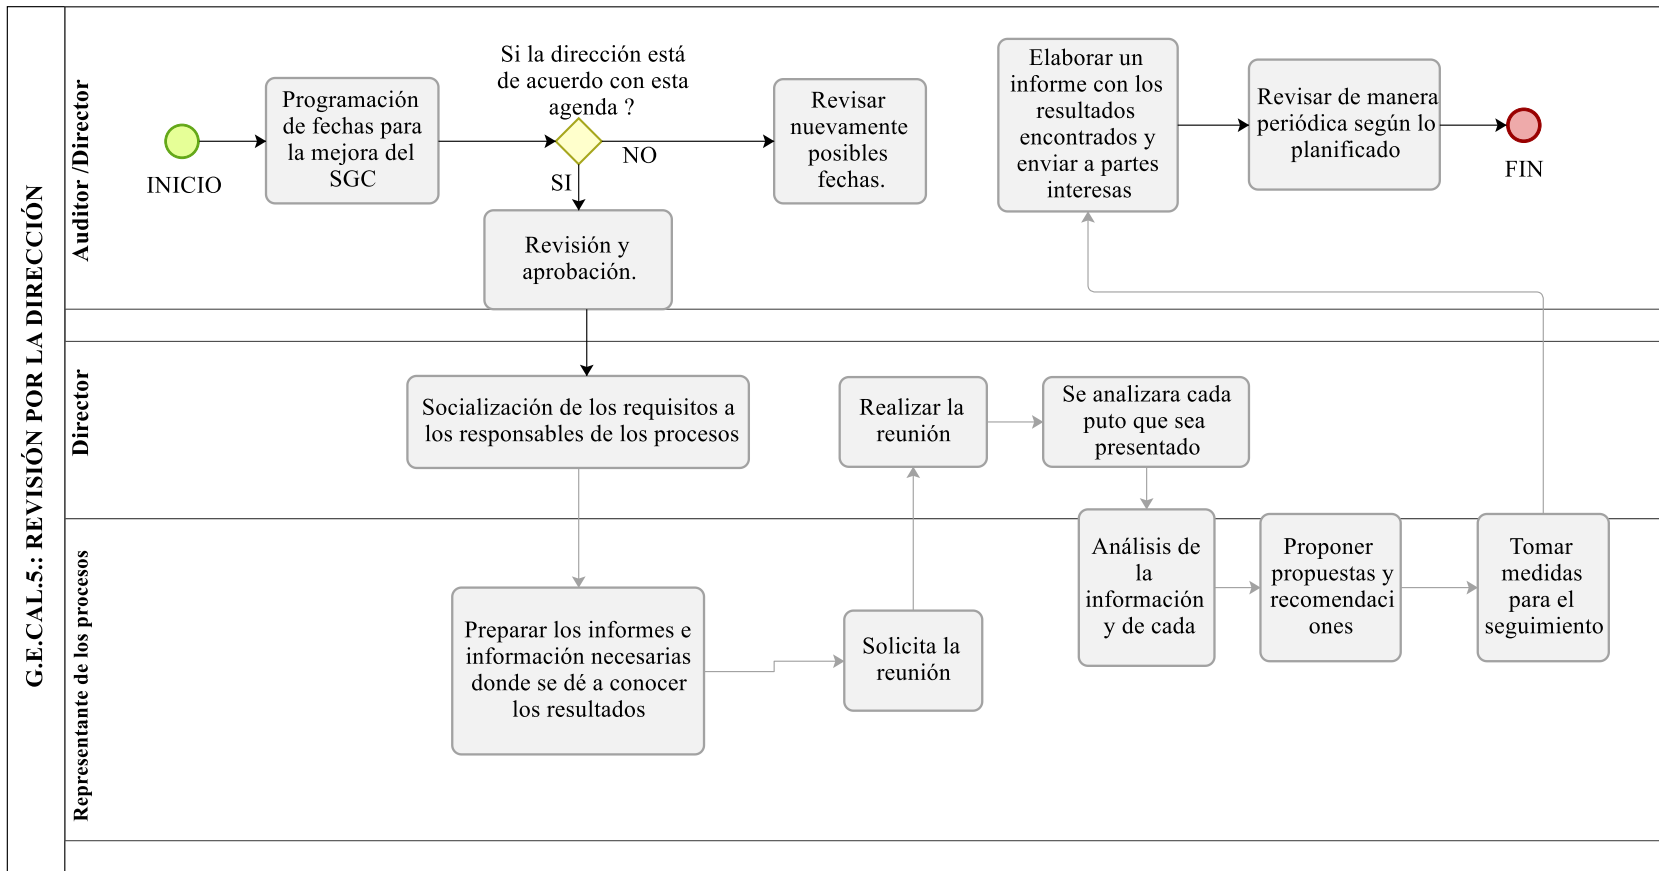 G.E.CAL.5.: REVISIÓN POR LA DIRECCIÓN
Auditor /Director
INICIO
Programación
de fechas para
la mejora del
SGC
Si la dirección está
de acuerdo con esta
agenda ?
NO
SI
Revisar
nuevamente
posibles
fechas.
Revisión y
aprobación.
Elaborar un
informe con los
resultados
encontrados y
enviar a partes
interesas
Revisar de manera
periódica según lo
planificado
FIN
Director
Socialización de los requisitos a
los responsables de los procesos
Realizar la
reunión
Se analizara cada
puto que sea
presentado
Representante de los procesos
Preparar los informes e
información necesarias
donde se dé a conocer
los resultados
Solicita la
reunión
Análisis de
la
información
y de cada
Proponer
propuestas y
recomendaci
ones
Tomar
medidas
para el
seguimiento